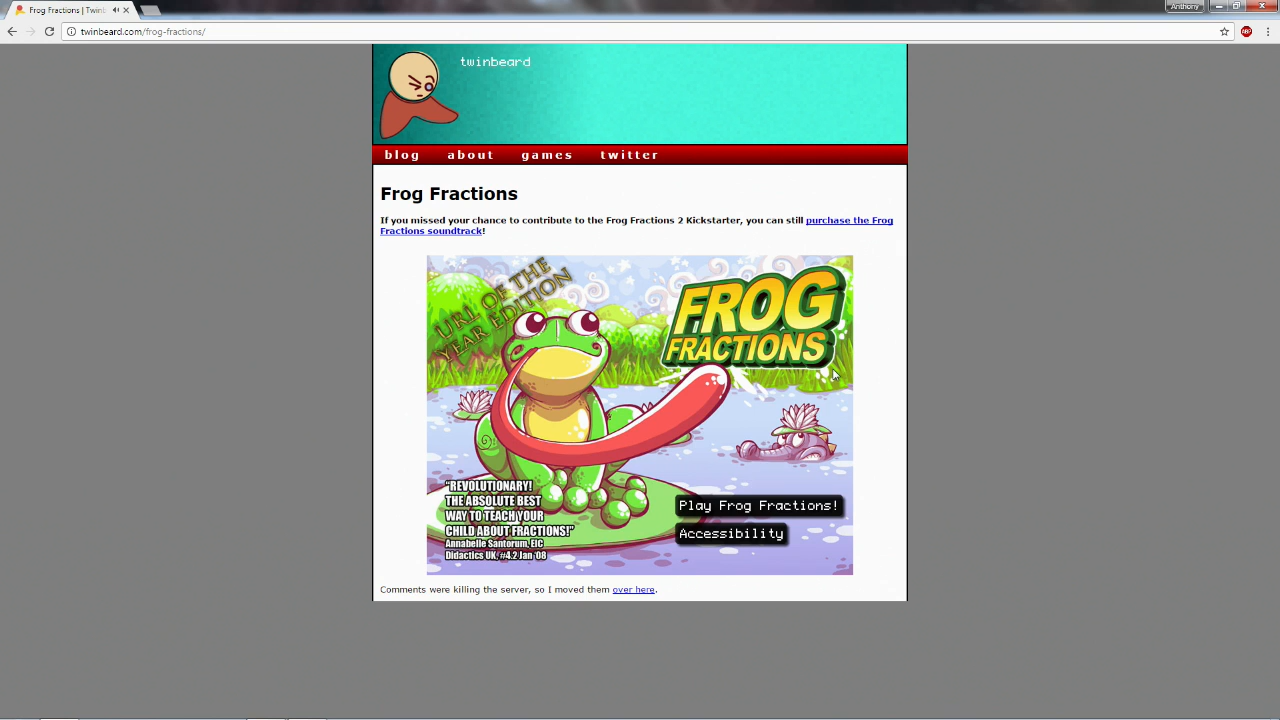 Frog Fractions | Twinb
Anthony
twinbeard.com/frog-fractions/
ABP
twinbeard
blog about games twitter
Frog Fractions
If you missed your chance to contribute to the Frog Fractions 2 Kickstarter, you can still purchase the Frog
Fractions soundtrack!
URL OF THE
YEAR EDITION
FROG
FRACTIONS
"REVOLUTIONARY!
THE ABSOLUTE BEST
WAY TO TEACH YOUR
CHILD ABOUT FRACTIONS!"
Annabelle Santorum, EIC
Didactics UK, #4.2 Jan '08
Play Frog Fractions!
Accessibility
Comments were killing the server, so I moved them over here.